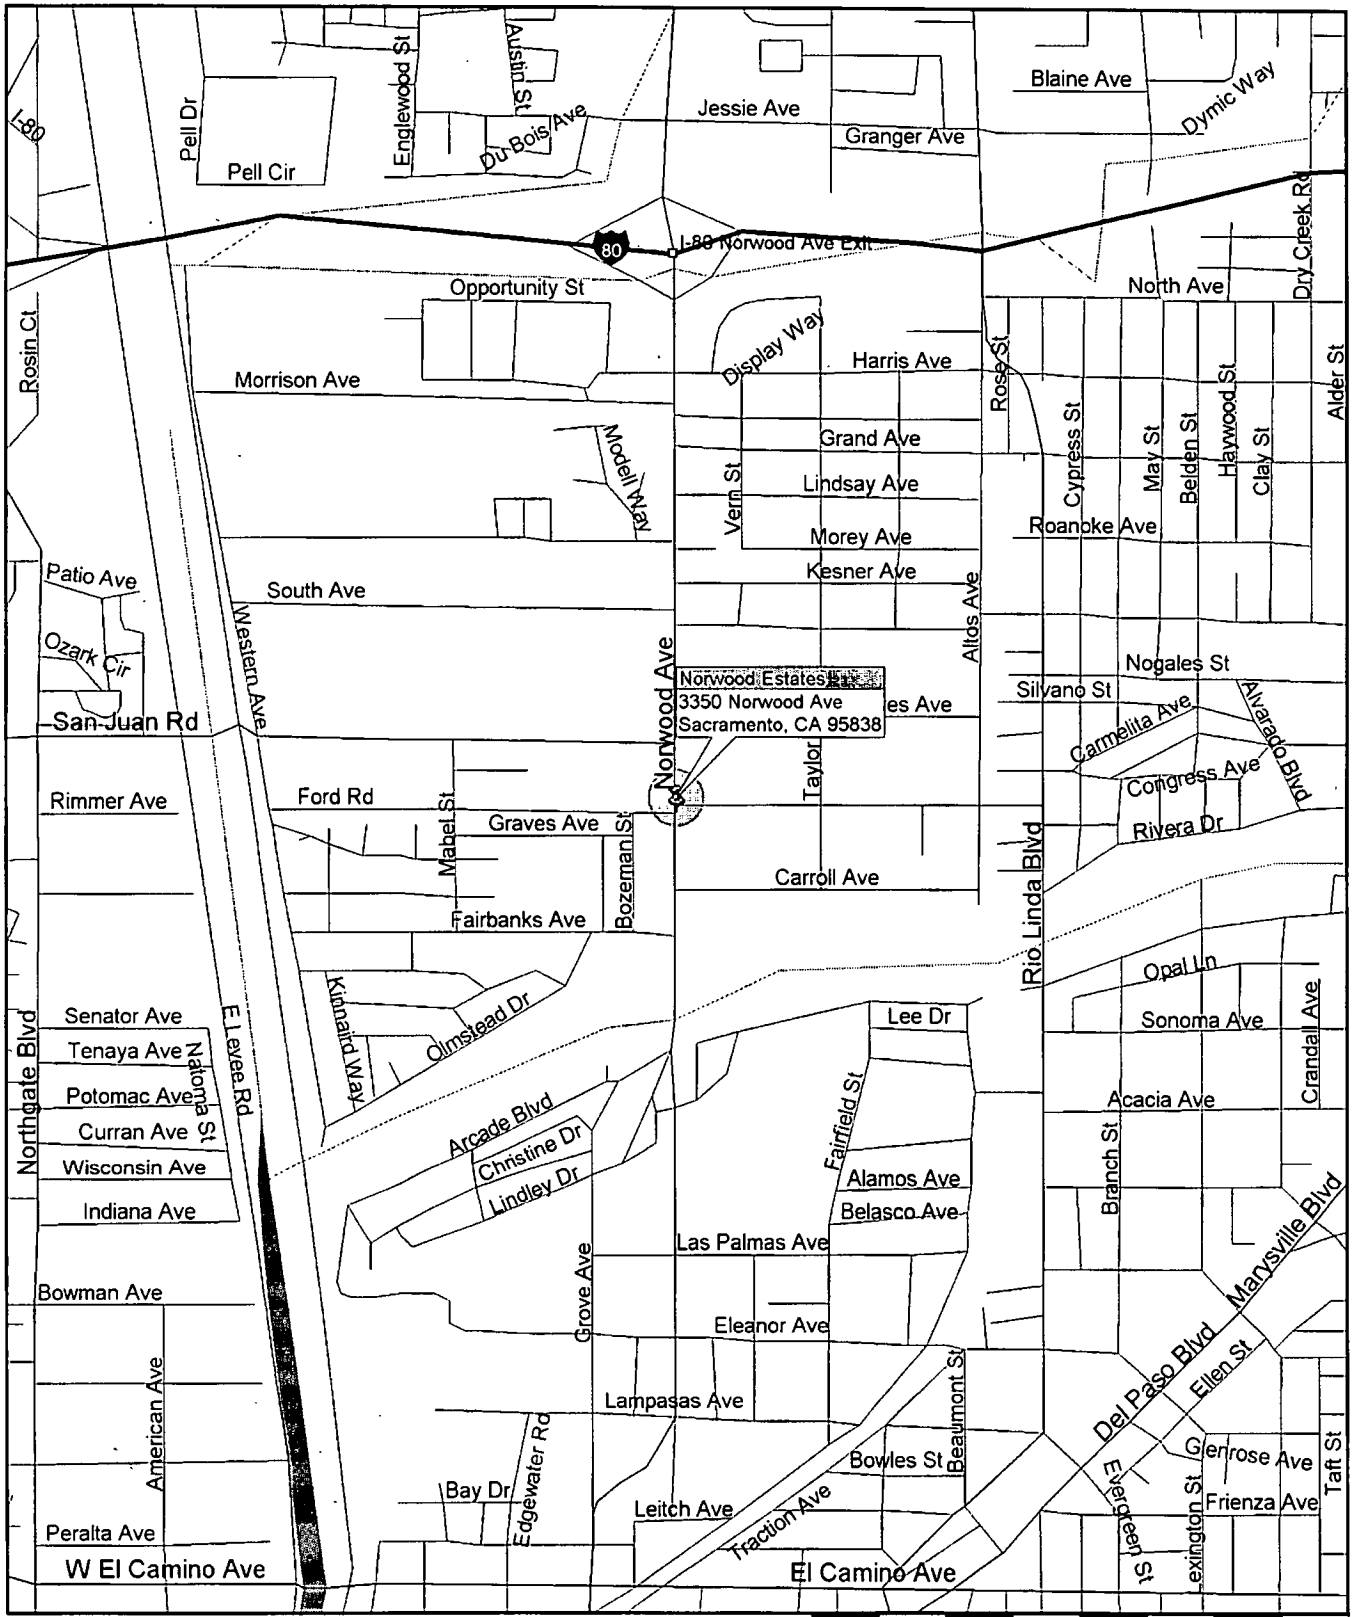 Englewood St
Austin St
Blaine Ave
Dymic Way
I-80
Pell Dr
Jessie Ave
Du Bois Ave
Granger Ave
Pell Cir
Dry Creek Rd
80
I-80 Norwood Ave Exit
Opportunity St
North Ave
Rosin Ct
Display Way
Harris Ave
Rose St
Alder St
Morrison Ave
Haywood St
Modell Way
Grand Ave
Cypress St
May St
Belden St
Clay St
Vern St
Lindsay Ave
Roanoke Ave
Morey Ave
Kesner Ave
Patio Ave
South Ave
Altos Ave
Western Ave
Ozark Cir
Norwood Ave
Nogales St
Norwood Estates
Silvano St
3350 Norwood Ave
es Ave
Sacramento, CA 95838
San Juan Rd
Carmelita Ave
Alvarado Blvd
Taylor
Congress Ave
Rimmer Ave
Ford Rd
Mabel St
Graves Ave
Bozeman St
Rivera Dr
Rio Linda Blvd
Carroll Ave
Fairbanks Ave
Opal Ln
Kinnaird Way
Olmstead Dr
Senator Ave
E Levee Rd
Lee Dr
Sonoma Ave
Crandall Ave
Northgate Blvd
Tenaya Ave
Natoma St
Potomac Ave
Arcade Blvd
Fairfield St
Acacia Ave
Curran Ave
Christine Dr
Branch St
Wisconsin Ave
Lindley Dr
Alamos Ave
Indiana Ave
Belasco Ave
Marysville Blvd
Las Palmas Ave
Grove Ave
Bowman Ave
Eleanor Ave
Del Paso Blvd
Ellen St
American Ave
Lampasas Ave
Beaumont St
Edgewater Rd
Bowles St
Glenrose Ave
Taft St
Bay Dr
Evergreen St
Lexington St
Frienza Ave
Leitch Ave
Traction Ave
Peralta Ave
W El Camino Ave
El Camino Ave